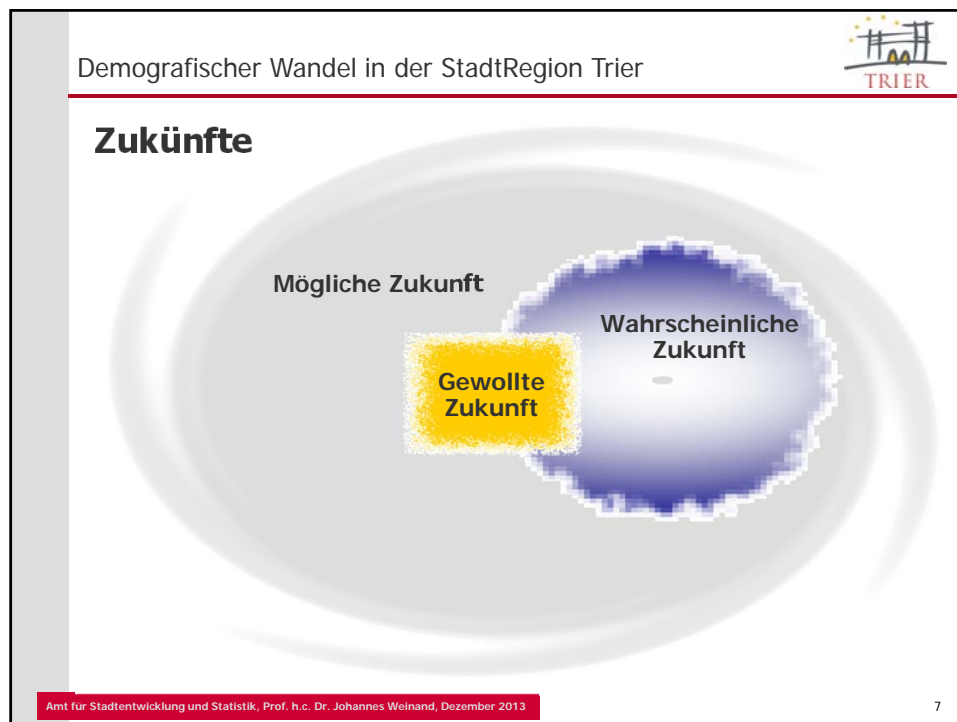 Demografischer Wandel in der StadtRegion Trier
TRIER
Zukünfte
Mögliche Zukunft
Wahrscheinliche
Zukunft
Gewollte
Zukunft
Amt für Stadtentwicklung und Statistik, Prof. h.c. Dr. Johannes Weinand, Dezember 2013
7